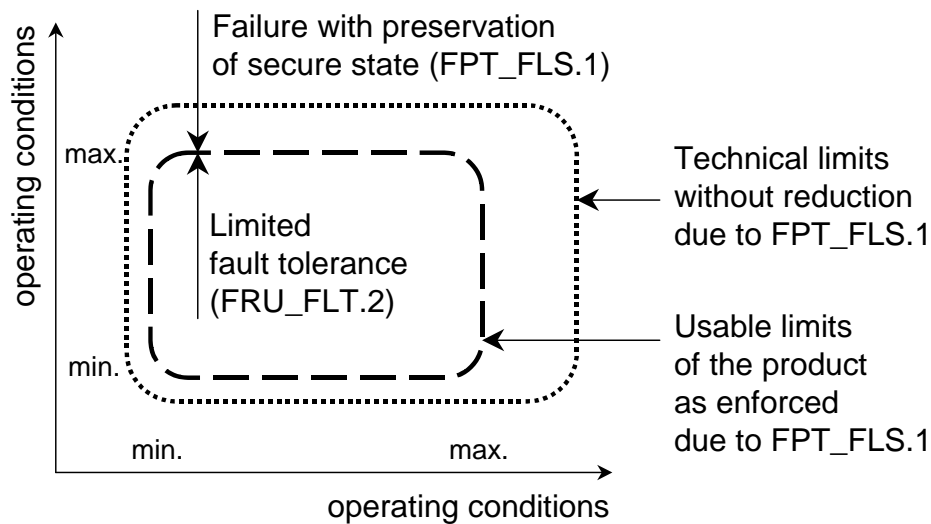 Failure with preservation
of secure state (FPT_FLS.1)
operating conditions
max.
Limited
fault tolerance
(FRU_FLT.2)
min.
Technical limits
without reduction
due to FPT_FLS.1
Usable limits
of the product
as enforced
due to FPT_FLS.1
min.
max.
operating conditions